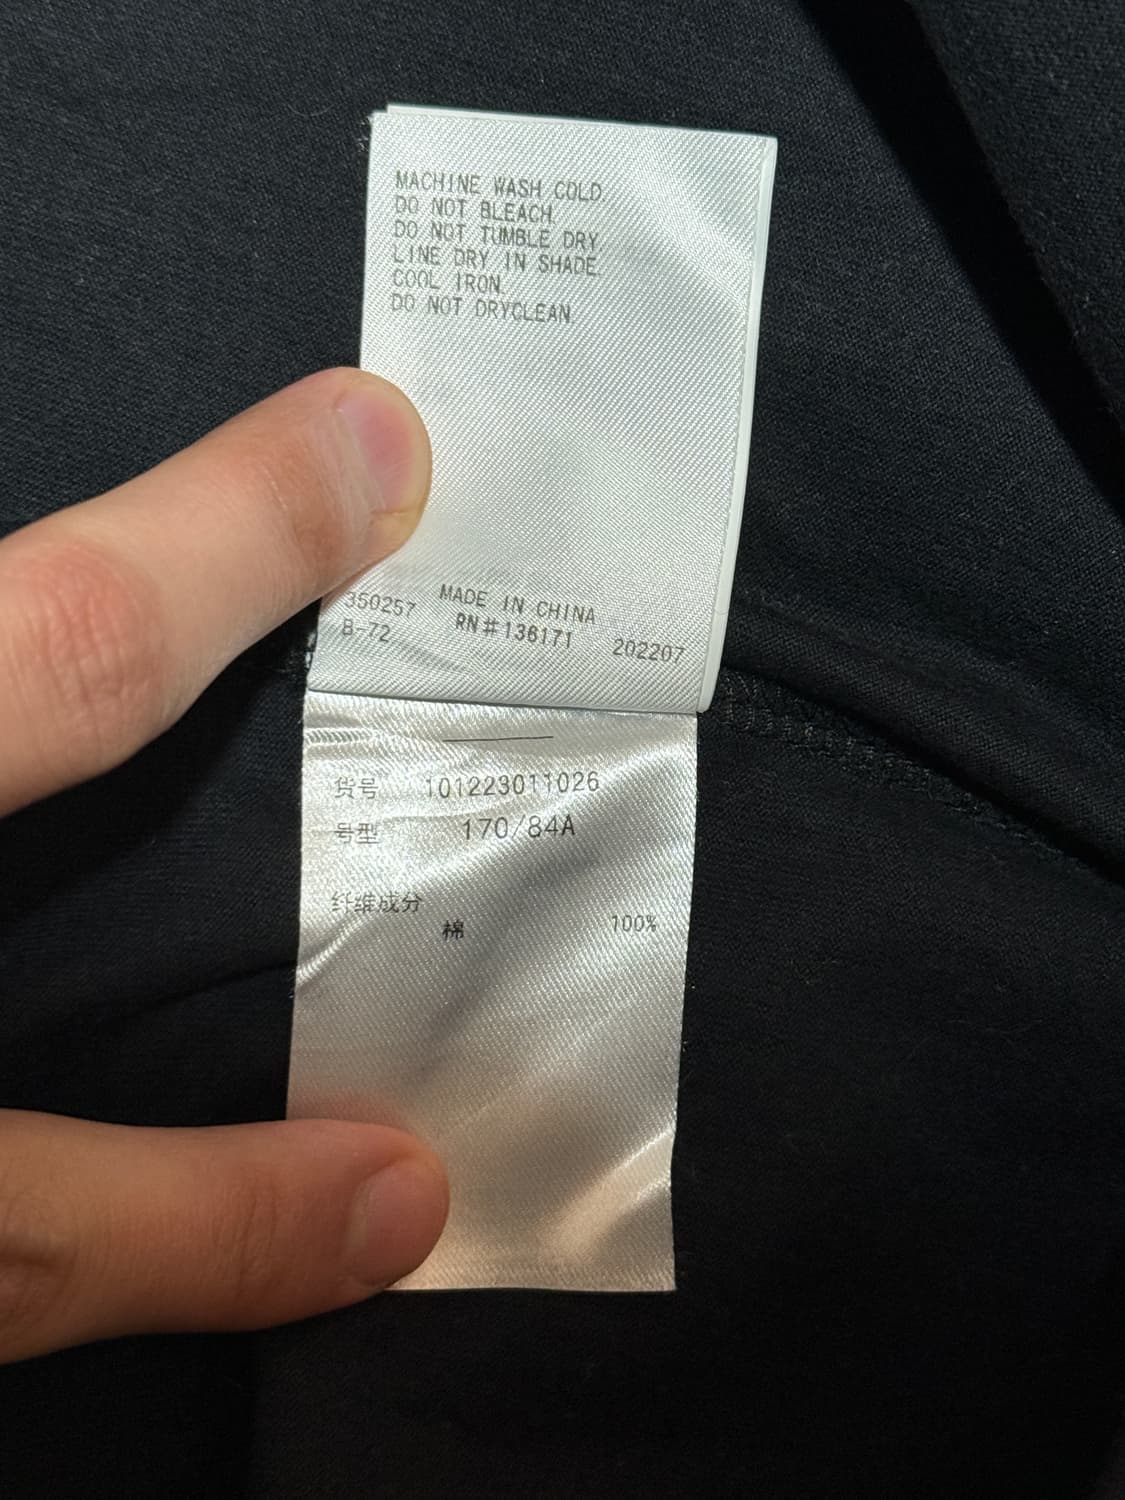 MACHINE WASH COLD.
DO NOT BLEACH.
DO NOT TUMBLE DRY.
LINE DRY IN SHADE.
COOL IRON.
DO NOT DRYCLEAN.
350257 MADE IN CHINA
B-72 RN#136171 202207
货号 101223011026
号型 170/84A
纤维成分
棉 100%